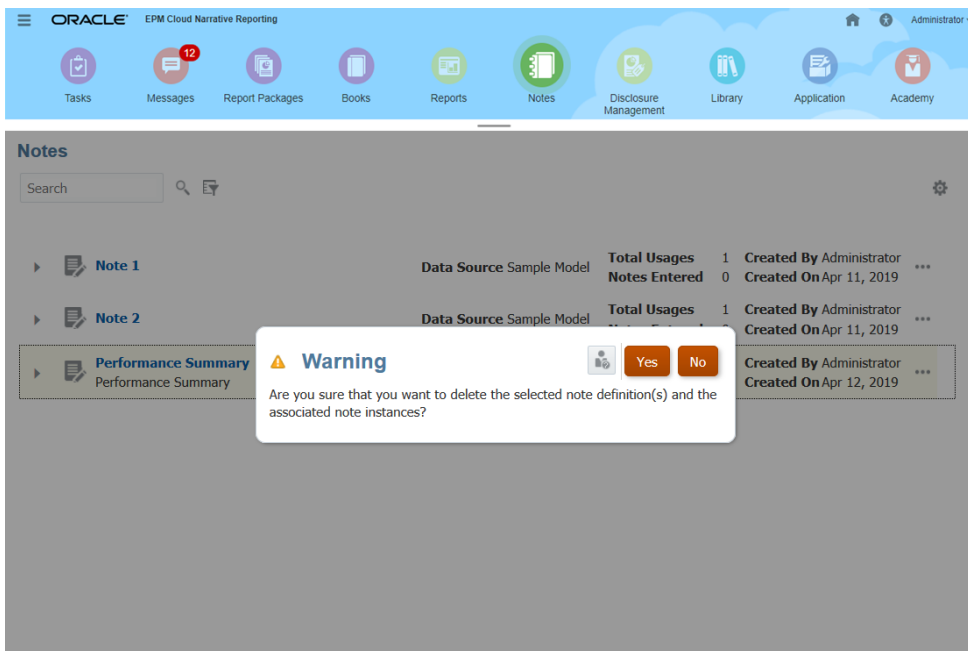 ORACLE® EPM Cloud Narrative Reporting Administrator
12
Tasks Messages Report Packages Books Reports Notes Disclosure Management Library Application Academy
Notes
Search
Note 1 Data Source Sample Model Total Usages 1 Created By Administrator
Notes Entered 0 Created On Apr 11, 2019
Note 2 Data Source Sample Model Total Usages 1 Created By Administrator
Created On Apr 11, 2019
Performance Summary Created By Administrator
Performance Summary Created On Apr 12, 2019
Warning Yes No
Are you sure that you want to delete the selected note definition(s) and the
associated note instances?